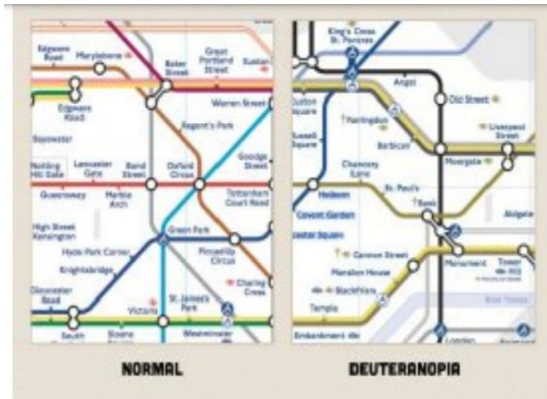 Edgware
Road
Marylebone
Baker
Street
Great
Portland
Street
Euston
Edgware
Road
Warren Street
Regent's Park
Bayswater
Notting
Hill Gate
Lancaster
Gate
Bond
Street
Oxford
Circus
Goodge
Street
Queensway
Marble
Arch
Tottenham
Court Road
High Street
Kensington
Green Park
Hyde Park Corner
Piccadilly
Circus
Knightsbridge
Charing
Cross
Gloucester
Road
Victoria
St. James's
Park
South
Sloane
Westminster
King's Cross
St. Pancras
Angel
Old Street
Euston
Square
Farringdon
Liverpool
Street
Russell
Square
Barbican
Moorgate
Chancery
Lane
St. Paul's
Holborn
Bank
Covent Garden
Aldgate
Leicester Square
Cannon Street
Mansion House
Monument
Tower
Hill
Blackfriars
Temple
Embankment
London
NORMAL
DEUTERANOPIA